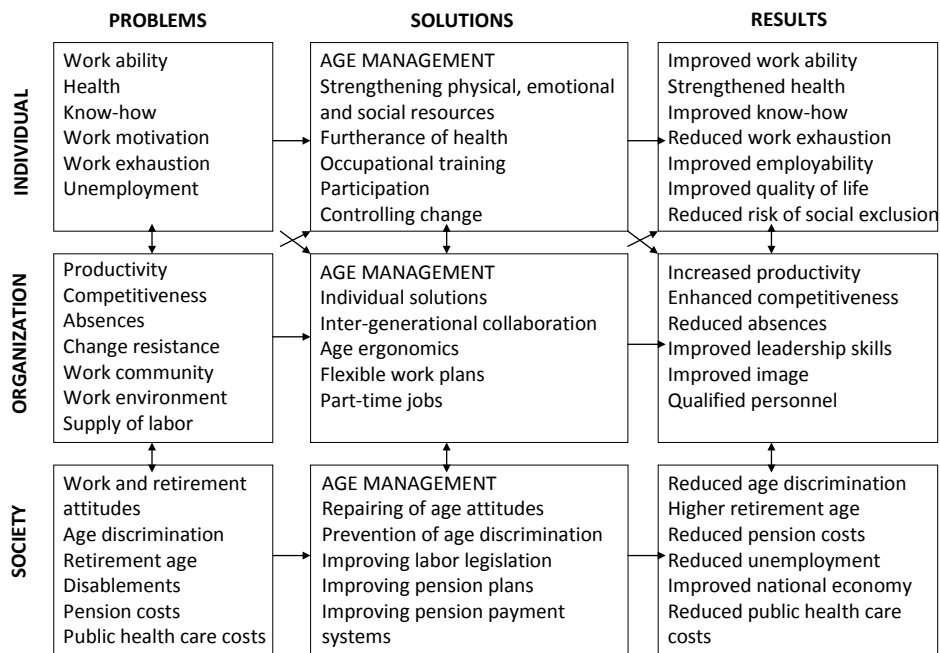 PROBLEMS
SOLUTIONS
RESULTS
INDIVIDUAL
Work ability
Health
Know-how
Work motivation
Work exhaustion
Unemployment
AGE MANAGEMENT
Strengthening physical, emotional
and social resources
Furtherance of health
Occupational training
Participation
Controlling change
Improved work ability
Strengthened health
Improved know-how
Reduced work exhaustion
Improved employability
Improved quality of life
Reduced risk of social exclusion
ORGANIZATION
Productivity
Competitiveness
Absences
Change resistance
Work community
Work environment
Supply of labor
AGE MANAGEMENT
Individual solutions
Inter-generational collaboration
Age ergonomics
Flexible work plans
Part-time jobs
Increased productivity
Enhanced competitiveness
Reduced absences
Improved leadership skills
Improved image
Qualified personnel
SOCIETY
Work and retirement
attitudes
Age discrimination
Retirement age
Disablements
Pension costs
Public health care costs
AGE MANAGEMENT
Repairing of age attitudes
Prevention of age discrimination
Improving labor legislation
Improving pension plans
Improving pension payment
systems
Reduced age discrimination
Higher retirement age
Reduced pension costs
Reduced unemployment
Improved national economy
Reduced public health care
costs